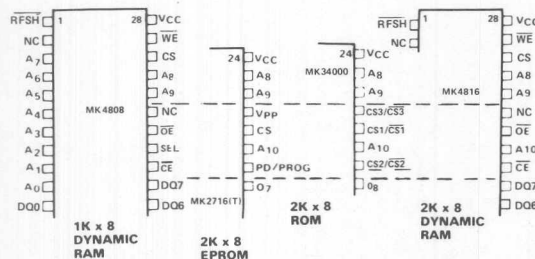 RFSH 1 28 VCC
NC WE
A7 CS
A6 A8
A5 A9
A4 MK4808 NC
A3 OE
A2 SEL
A1 CE
A0 DQ7
DQ0 DQ6
1K x 8
DYNAMIC
RAM
24 VCC
A8
A9
VPP
CS
A10
PD/PROG
MK2716(T) O7
2K x 8
EPROM
24 VCC
MK34000 A8
A9
CS3/CS3
CS1/CS1
A10
CS2/CS2
O8
2K x 8
ROM
RFSH 1 28 VCC
NC WE
CS
A8
MK4816 A9
NC
OE
A10
CE
DQ7
DQ6
2K x 8
DYNAMIC
RAM